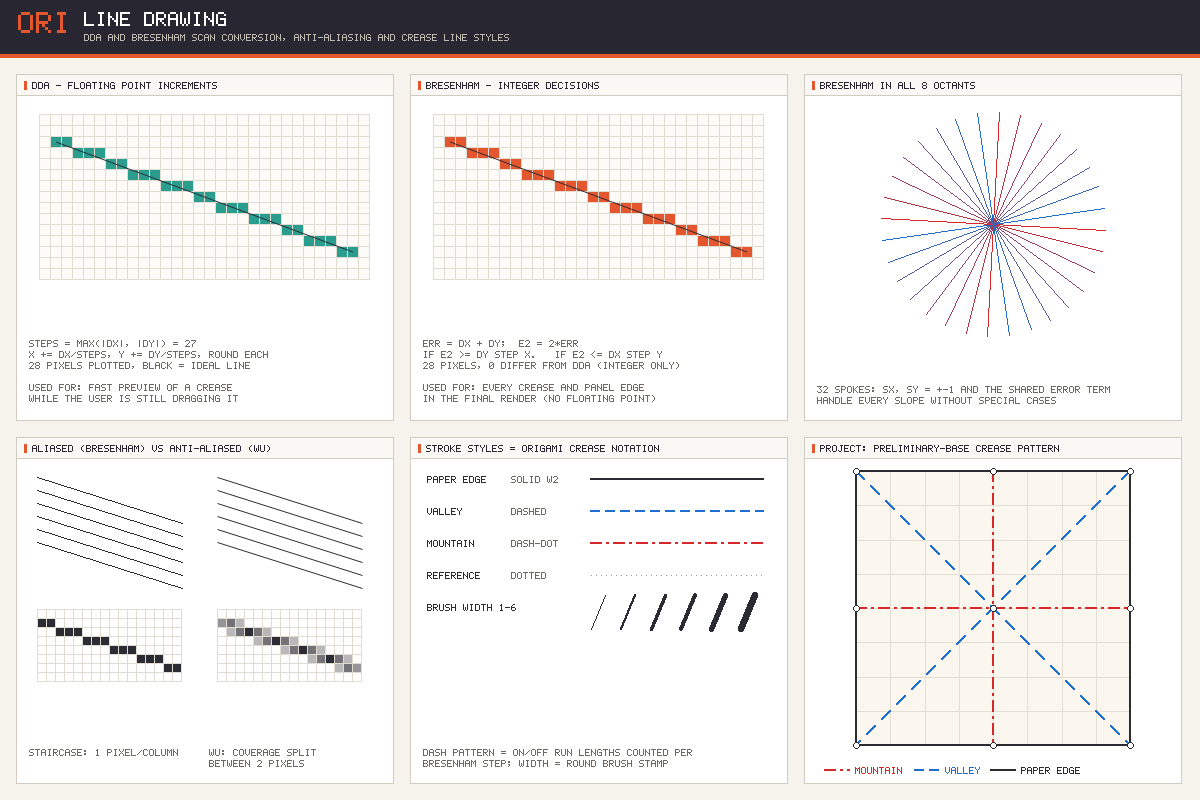 ORI
LINE DRAWING
DDA AND BRESENHAM SCAN CONVERSION, ANTI-ALIASING AND CREASE LINE STYLES
DDA - FLOATING POINT INCREMENTS
STEPS = MAX(|DX|, |DY|) = 27
X += DX/STEPS, Y += DY/STEPS, ROUND EACH
28 PIXELS PLOTTED, BLACK = IDEAL LINE
USED FOR: FAST PREVIEW OF A CREASE
WHILE THE USER IS STILL DRAGGING IT
BRESENHAM - INTEGER DECISIONS
ERR = DX + DY;  E2 = 2*ERR
IF E2 >= DY STEP X.   IF E2 <= DX STEP Y
28 PIXELS, 0 DIFFER FROM DDA (INTEGER ONLY)
USED FOR: EVERY CREASE AND PANEL EDGE
IN THE FINAL RENDER (NO FLOATING POINT)
BRESENHAM IN ALL 8 OCTANTS
32 SPOKES: SX, SY = +-1 AND THE SHARED ERROR TERM
HANDLE EVERY SLOPE WITHOUT SPECIAL CASES
ALIASED (BRESENHAM) VS ANTI-ALIASED (WU)
STAIRCASE: 1 PIXEL/COLUMN
WU: COVERAGE SPLIT
BETWEEN 2 PIXELS
STROKE STYLES = ORIGAMI CREASE NOTATION
PAPER EDGE SOLID W2
VALLEY DASHED
MOUNTAIN DASH-DOT
REFERENCE DOTTED
BRUSH WIDTH 1-6
DASH PATTERN = ON/OFF RUN LENGTHS COUNTED PER
BRESENHAM STEP; WIDTH = ROUND BRUSH STAMP
PROJECT: PRELIMINARY-BASE CREASE PATTERN
MOUNTAIN VALLEY PAPER EDGE